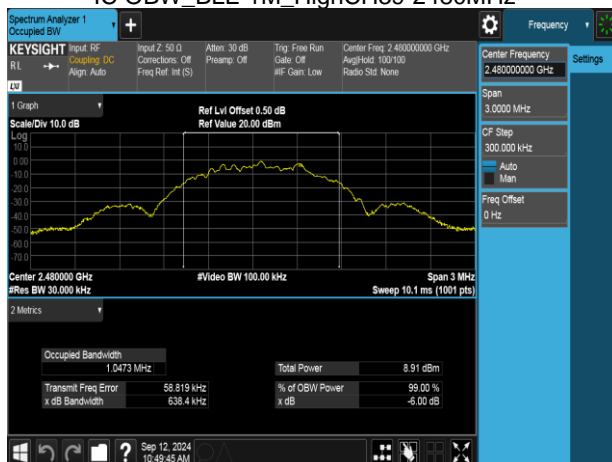 IC OBW_BLE 1M_HighCH39 2480MHz
Spectrum Analyzer 1
Occupied BW
Frequency
KEYSIGHT
Input: RF
Input Z: 50 Ω
Atten: 30 dB
Trig: Free Run
Center Freq: 2.480000000 GHz
RL
Coupling: DC
Corrections: Off
Preamp: Off
Gate: Off
Avg|Hold: 100/100
Align: Auto
Freq Ref: Int (S)
#IF Gain: Low
Radio Std: None
LXI
Center Frequency
2.480000000 GHz
Settings
Span
3.0000 MHz
CF Step
300.000 kHz
Auto
Man
Freq Offset
0 Hz
1 Graph
Ref Lvl Offset 0.50 dB
Scale/Div 10.0 dB
Ref Value 20.00 dBm
Log
10.0
0.00
-10.0
-20.0
-30.0
-40.0
-50.0
-60.0
-70.0
Center 2.480000 GHz
#Video BW 100.00 kHz
Span 3 MHz
#Res BW 30.000 kHz
Sweep 10.1 ms (1001 pts)
2 Metrics
Occupied Bandwidth
1.0473 MHz
Total Power
8.91 dBm
Transmit Freq Error
58.819 kHz
% of OBW Power
99.00 %
x dB Bandwidth
638.4 kHz
x dB
-6.00 dB
Sep 12, 2024
10:49:45 AM